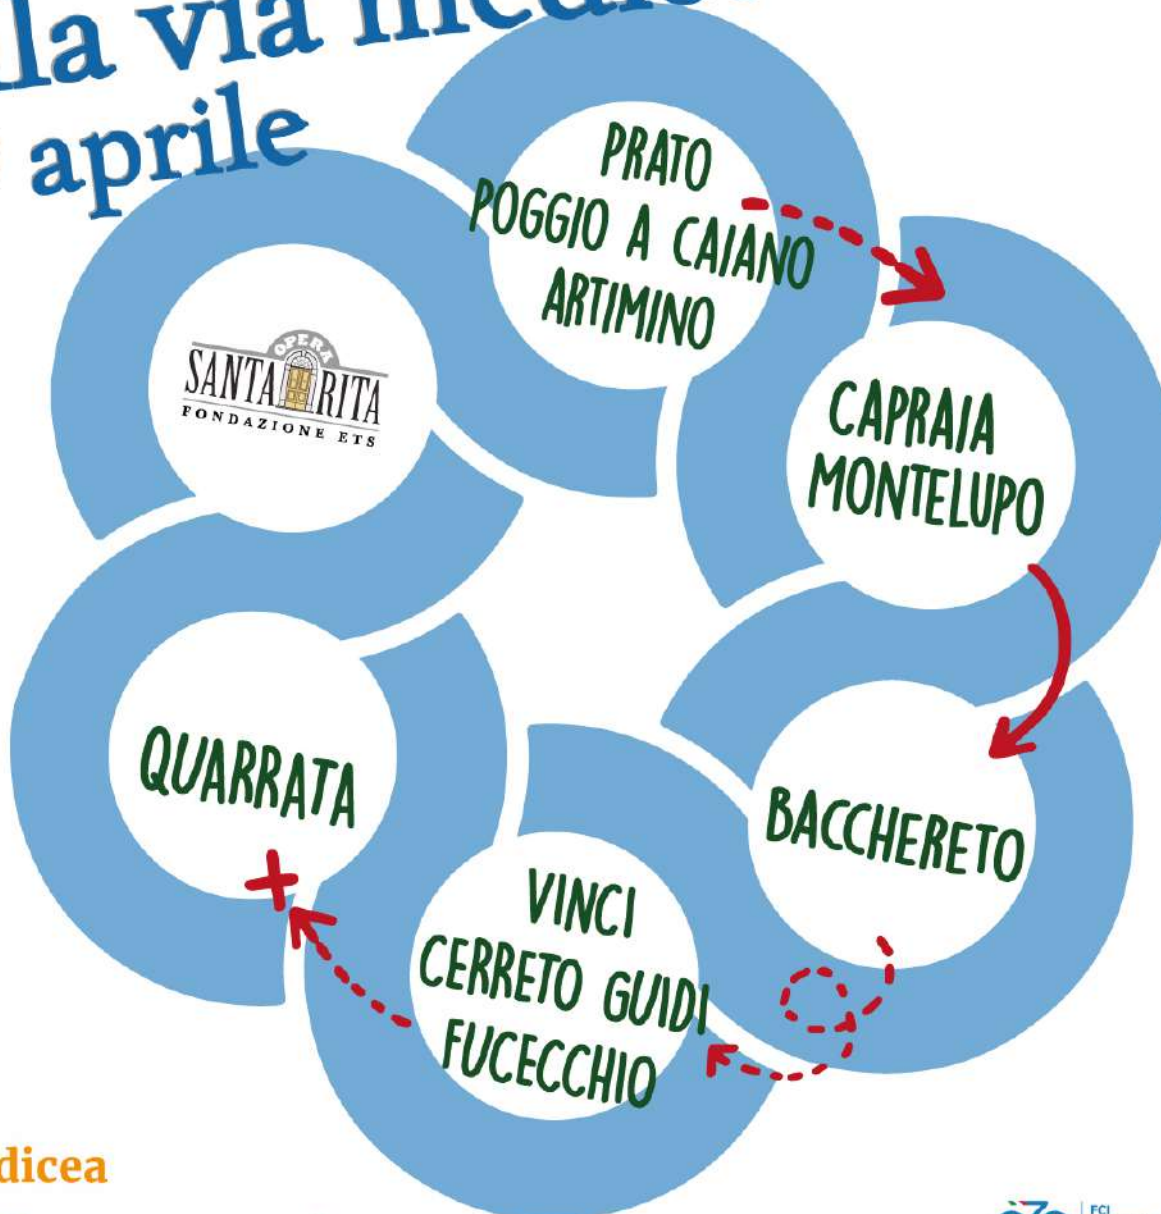 lla via
aprile
PRATO
POGGIO A CAIANO
ARTIMINO
OPERA
SANTA RITA
FONDAZIONE ETS
CAPRAIA
MONTELUPO
QUARRATA
BACCHERETO
VINCI
CERRETO GUIDI
FUCECCHIO
dicea
FCI